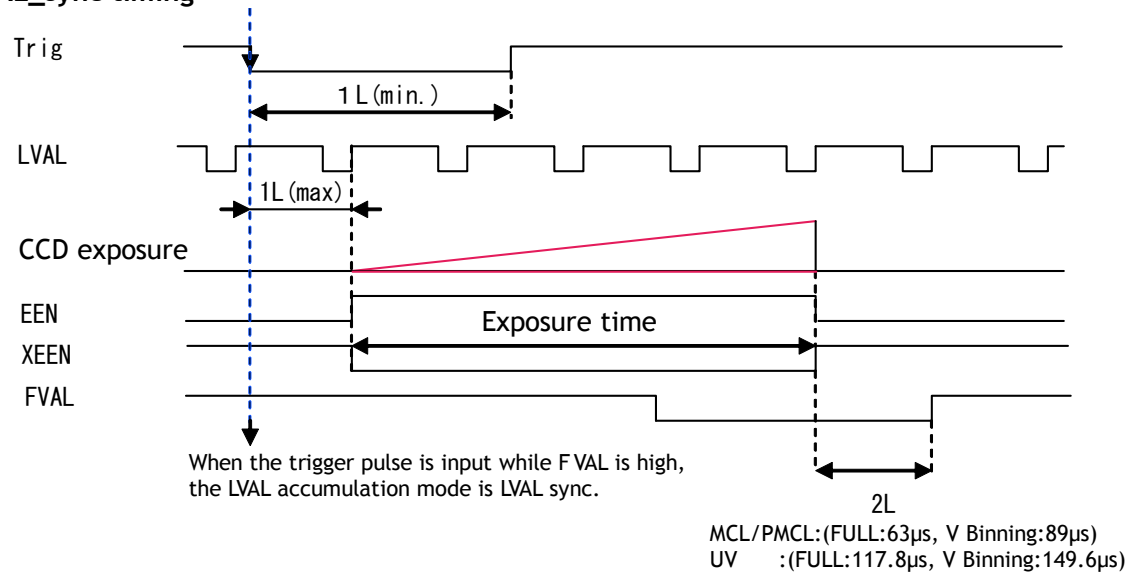 Trig
1L(min.)
LVAL
1L(max)
CCD exposure
EEN
Exposure time
XEEN
FVAL
When the trigger pulse is input while FVAL is high,
the LVAL accumulation mode is LVAL sync.
2L
MCL/PMCL:(FULL:63µs, V Binning:89µs)
UV :(FULL:117.8µs, V Binning:149.6µs)